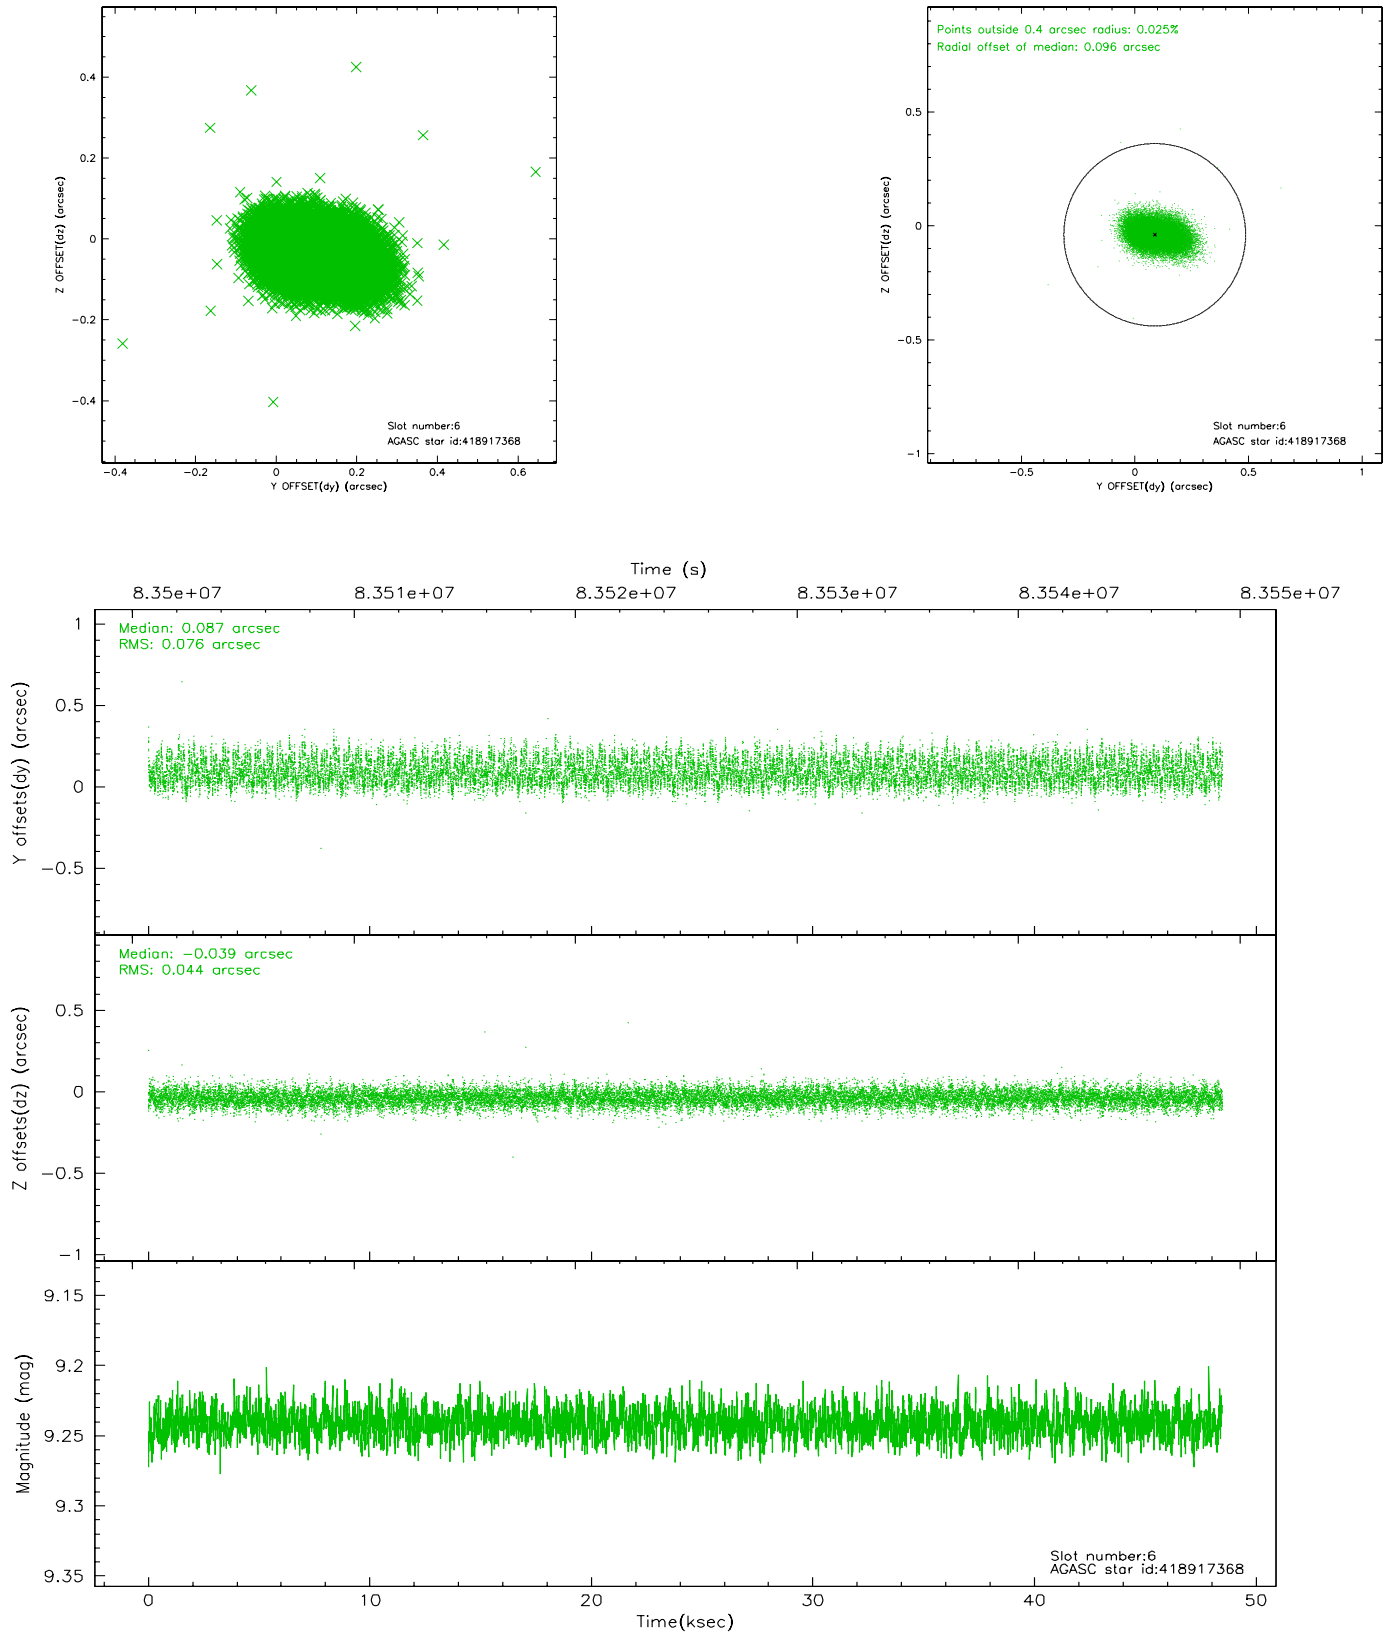 0.4
0.2
0
−0.2
−0.4
Z OFFSET(dz) (arcsec)
−0.4
−0.2
0
0.2
0.4
0.6
Y OFFSET(dy) (arcsec)
Slot number:6
AGASC star id:418917368
Points outside 0.4 arcsec radius: 0.025%
Radial offset of median: 0.096 arcsec
0.5
0
−0.5
−1
Z OFFSET(dz) (arcsec)
−0.5
0
0.5
1
Y OFFSET(dy) (arcsec)
Slot number:6
AGASC star id:418917368
Time (s)
8.35e+07
8.351e+07
8.352e+07
8.353e+07
8.354e+07
8.355e+07
Median: 0.087 arcsec
RMS: 0.076 arcsec
1
0.5
0
−0.5
Y offsets(dy) (arcsec)
Median: −0.039 arcsec
RMS: 0.044 arcsec
0.5
0
−0.5
−1
Z offsets(dz) (arcsec)
9.15
9.2
9.25
9.3
9.35
Magnitude (mag)
Slot number:6
AGASC star id:418917368
0
10
20
30
40
50
Time(ksec)